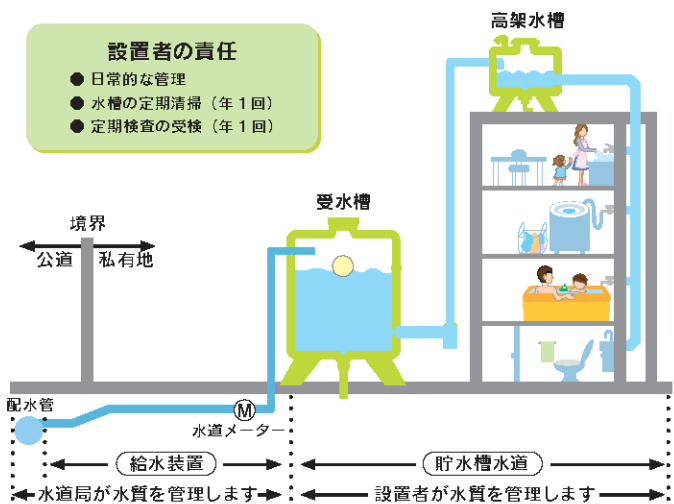 高架水槽
設置者の責任
● 日常的な管理
● 水槽の定期清掃（年１回）
● 定期検査の受検（年１回）
受水槽
境界
公道
私有地
配水管
M
水道メーター
給水装置
貯水槽水道
水道局が水質を管理します
設置者が水質を管理します